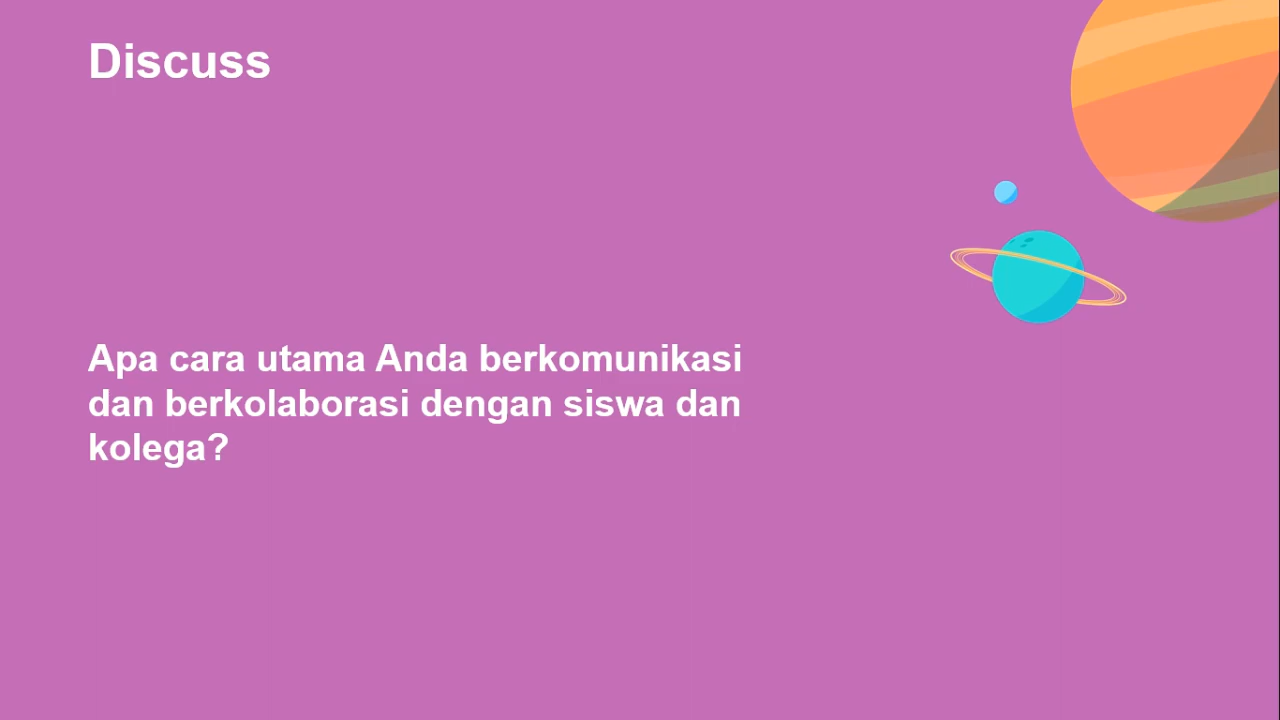 Discuss
Apa cara utama Anda berkomunikasi
dan berkolaborasi dengan siswa dan
kolega?